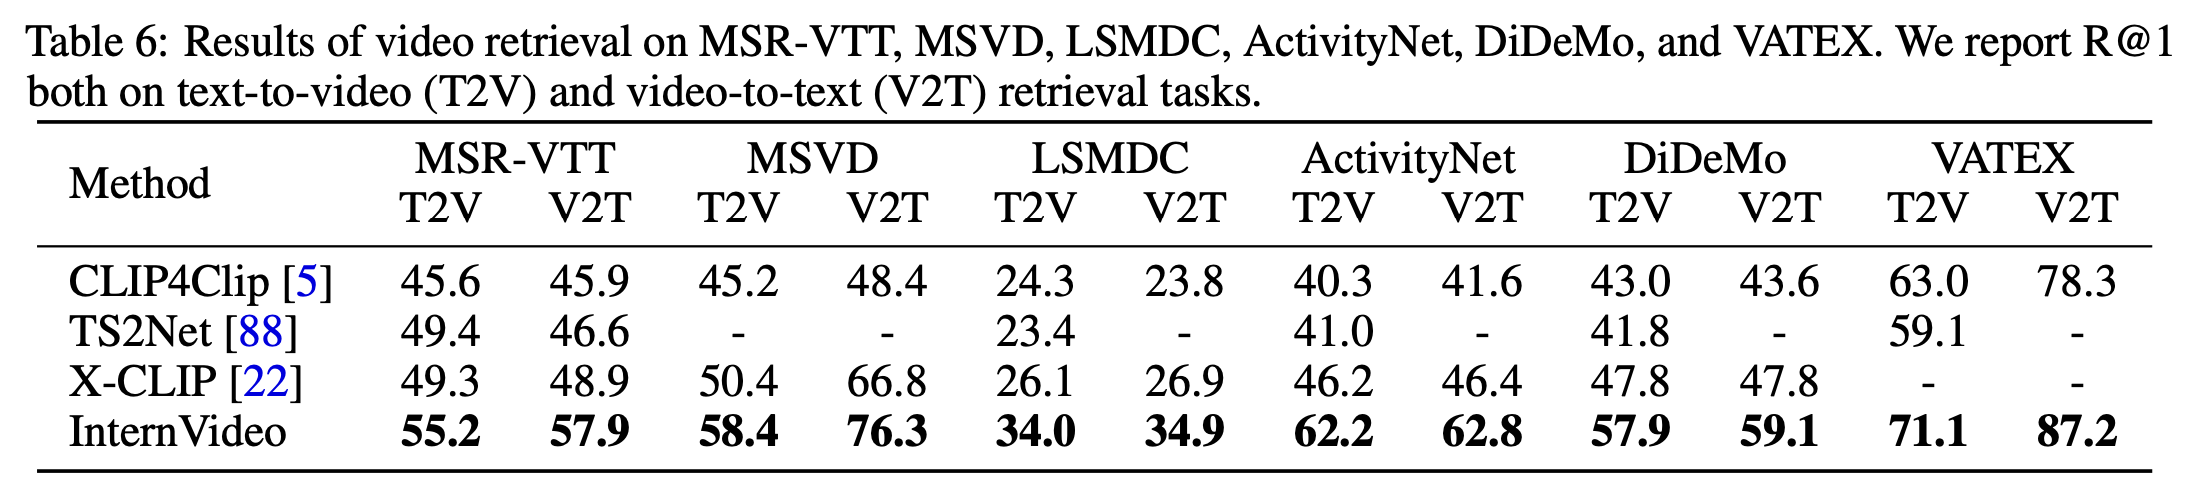 Table 6: Results of video retrieval on MSR-VTT, MSVD, LSMDC, ActivityNet, DiDeMo, and VATEX. We report R@1
both on text-to-video (T2V) and video-to-text (V2T) retrieval tasks.
Method MSR-VTT MSVD LSMDC ActivityNet DiDeMo VATEX
T2V V2T T2V V2T T2V V2T T2V V2T T2V V2T T2V V2T
CLIP4Clip [5] 45.6 45.9 45.2 48.4 24.3 23.8 40.3 41.6 43.0 43.6 63.0 78.3
TS2Net [88] 49.4 46.6 - - 23.4 - 41.0 - 41.8 - 59.1 -
X-CLIP [22] 49.3 48.9 50.4 66.8 26.1 26.9 46.2 46.4 47.8 47.8 - -
InternVideo 55.2 57.9 58.4 76.3 34.0 34.9 62.2 62.8 57.9 59.1 71.1 87.2